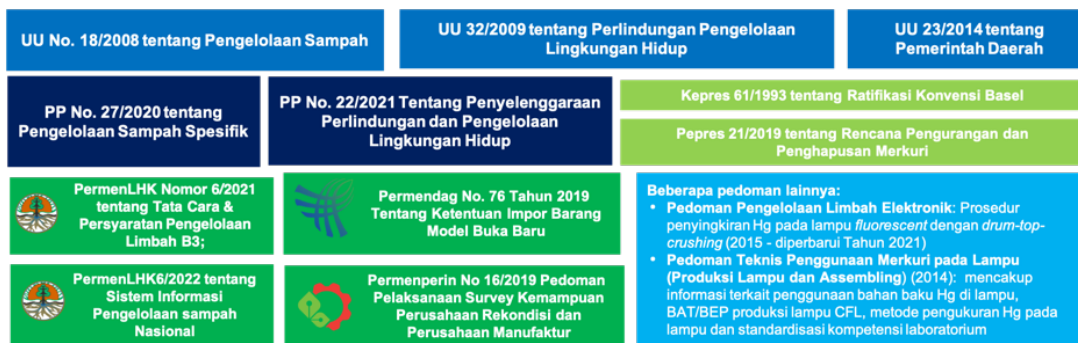 UU No. 18/2008 tentang Pengelolaan Sampah
UU 32/2009 tentang Perlindungan Pengelolaan
Lingkungan Hidup
UU 23/2014 tentang
Pemerintah Daerah
PP No. 27/2020 tentang
Pengelolaan Sampah Spesifik
PP No. 22/2021 Tentang Penyelenggaraan
Perlindungan dan Pengelolaan
Lingkungan Hidup
Kepres 61/1993 tentang Ratifikasi Konvensi Basel
Pepres 21/2019 tentang Rencana Pengurangan dan
Penghapusan Merkuri
PermenLHK Nomor 6/2021
tentang Tata Cara &
Persyaratan Pengelolaan
Limbah B3;
Permendag No. 76 Tahun 2019
Tentang Ketentuan Impor Barang
Model Buka Baru
PermenLHK6/2022 tentang
Sistem Informasi
Pengelolaan sampah
Nasional
Permenperin No 16/2019 Pedoman
Pelaksanaan Survey Kemampuan
Perusahaan Rekondisi dan
Perusahaan Manufaktur
Beberapa pedoman lainnya:
• Pedoman Pengelolaan Limbah Elektronik: Prosedur
penyingkiran Hg pada lampu fluorescent dengan drum-top-
crushing (2015 - diperbarui Tahun 2021)
• Pedoman Teknis Penggunaan Merkuri pada Lampu
(Produksi Lampu dan Assembling) (2014): mencakup
informasi terkait penggunaan bahan baku Hg di lampu,
BAT/BEP produksi lampu CFL, metode pengukuran Hg pada
lampu dan standardisasi kompetensi laboratorium